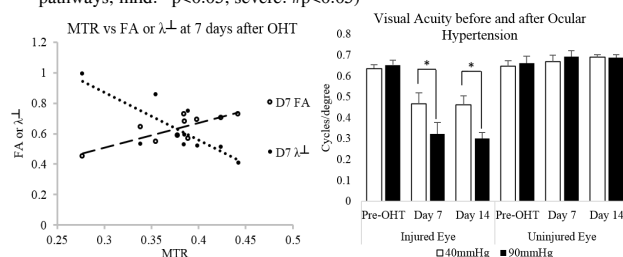 pathways, mild: *p<0.05; severe: #p<0.05)
MTR vs FA or λ┴ at 7 days after OHT
1.2
1
0.8
0.6
0.4
0.2
0
FA or λ┴
0.25 0.3 0.35 0.4 0.45 0.5
MTR
D7 FA
D7 λ┴
Visual Acuity before and after Ocular
Hypertension
0.8
0.7
0.6
0.5
0.4
0.3
0.2
0.1
0
Cycles/degree
* *
Pre-OHT Day 7 Day 14 Pre-OHT Day 7 Day 14
Injured Eye Uninjured Eye
40mmHg 90mmHg